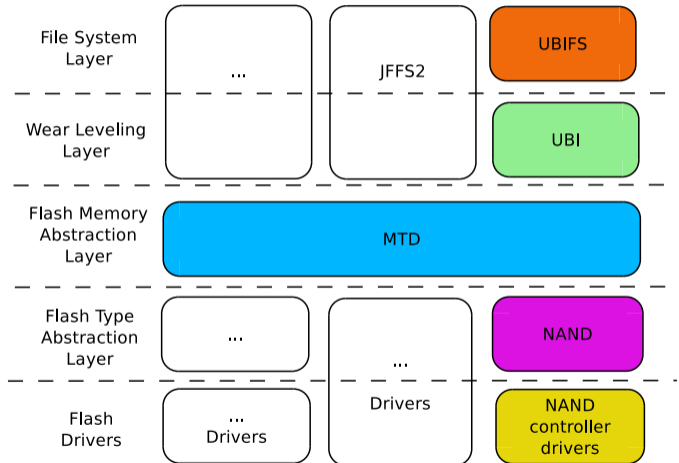 File System
Layer
...
JFFS2
UBIFS
Wear Leveling
Layer
UBI
Flash Memory
Abstraction
Layer
MTD
Flash Type
Abstraction
Layer
...
...
Drivers
NAND
Flash
Drivers
...
Drivers
NAND
controller
drivers